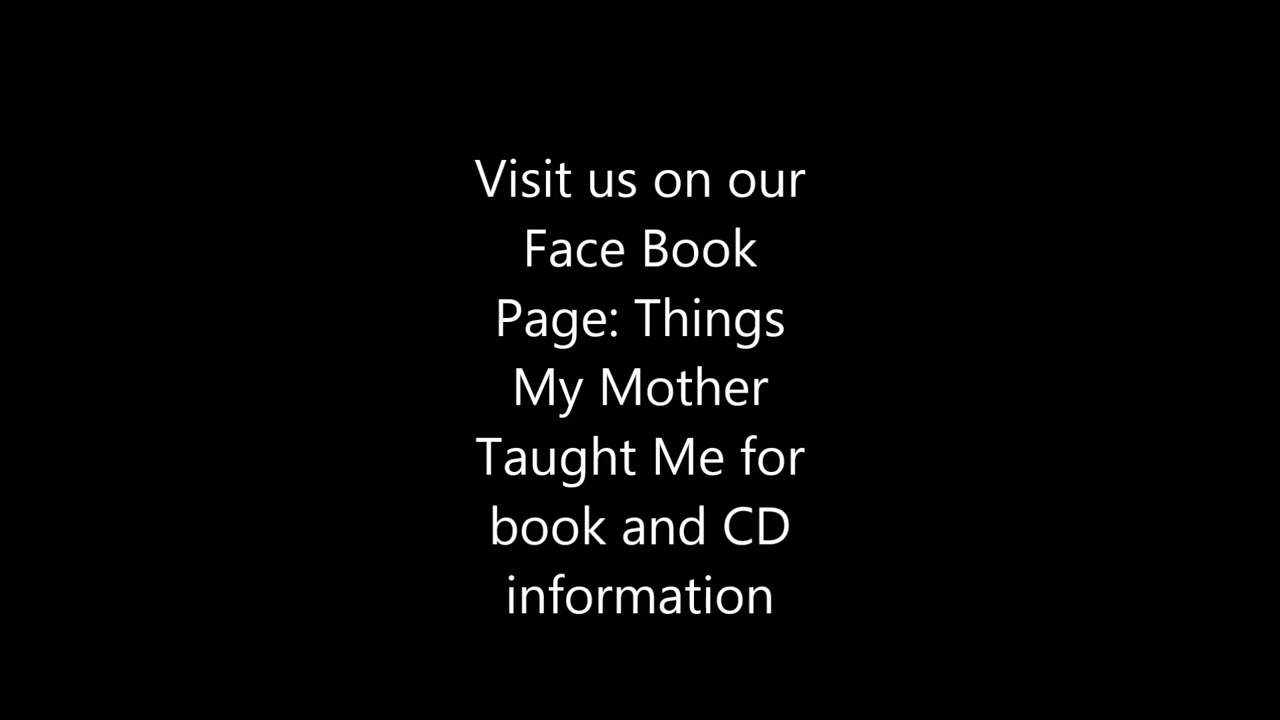 Visit us on our
Face Book
Page: Things
My Mother
Taught Me for
book and CD
information